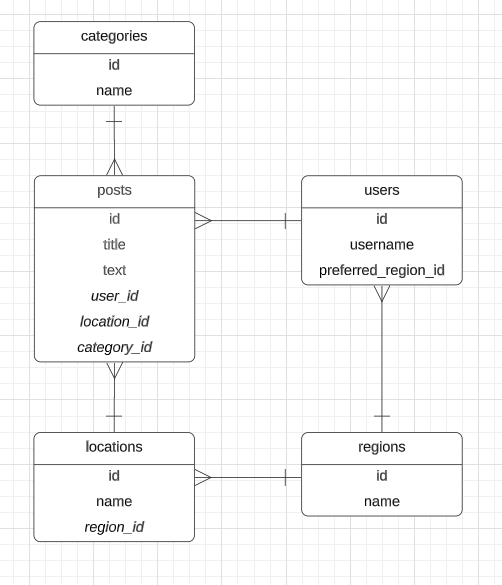 categories
id
name
posts
id
title
text
user_id
location_id
category_id
users
id
username
preferred_region_id
locations
id
name
region_id
regions
id
name